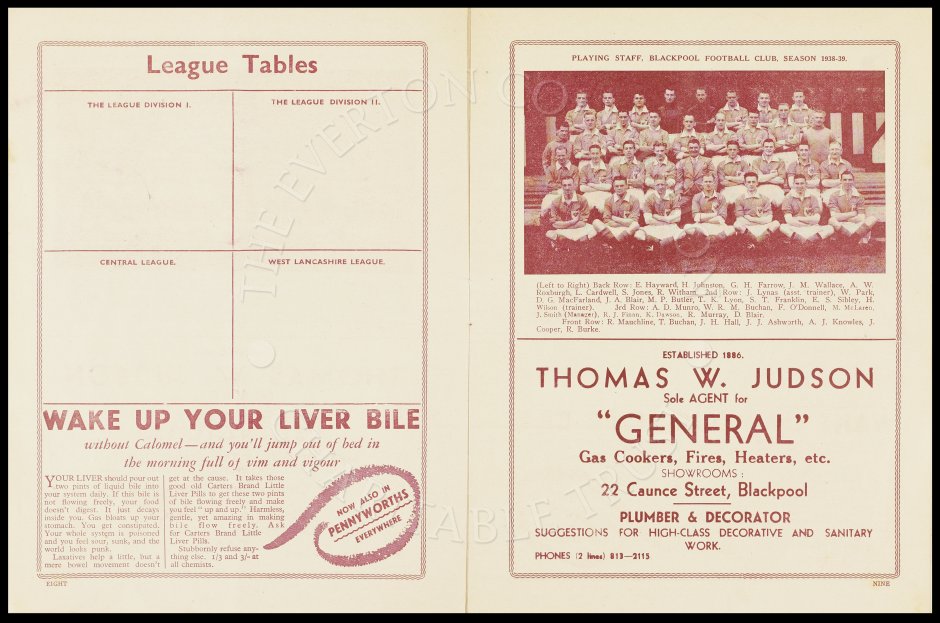 League Tables
THE LEAGUE DIVISION I.
THE LEAGUE DIVISION II.
CENTRAL LEAGUE.
WEST LANCASHIRE LEAGUE.
WAKE UP YOUR LIVER BILE
without Calomel—and you'll jump out of bed in
the morning full of vim and vigour
YOUR LIVER should pour out
two pints of liquid bile into
your system daily. If this bile is
not flowing freely, your food
doesn't digest. It just decays
inside you. Gas bloats up your
stomach. You get constipated.
Your whole system is poisoned
and you feel sour, sunk, and the
world looks punk.
Laxatives help a little, but a
mere bowel movement doesn't
get at the cause. It takes those
good old Carters Brand Little
Liver Pills to get these two pints
of bile flowing freely and make
you feel "up and up." Harmless,
gentle, yet amazing in making
bile flow freely. Ask
for Carters Brand Little
Liver Pills.
Stubbornly refuse any-
thing else. 1/3 and 3/- at
all chemists.
NOW ALSO IN
PENNYWORTHS
EVERYWHERE
EIGHT
PLAYING STAFF, BLACKPOOL FOOTBALL CLUB, SEASON 1938-39.
(Left to Right) Back Row: E. Hayward, H. Johnston, G. H. Farrow, J. M. Wallace, A. W.
Roxburgh, L. Cardwell, S. Jones, R. Witham. 2nd Row: J. Lynas (asst. trainer), W. Park,
D. G. MacFarland, J. A. Blair, M. P. Butler, T. K. Lyon, S. T. Franklin, E. S. Sibley, H.
Wilson (trainer). 3rd Row: A. D. Munro, W. R. M. Buchan, F. O'Donnell, M. McLaren,
J. Smith (Manager), R. J. Finan, K. Dawson, R. Murray, D. Blair.
Front Row: R. Mauchline, T. Buchan, J. H. Hall, J. J. Ashworth, A. J. Knowles, J.
Cooper, R. Burke.
ESTABLISHED 1886.
THOMAS W. JUDSON
Sole AGENT for
"GENERAL"
Gas Cookers, Fires, Heaters, etc.
SHOWROOMS:
22 Caunce Street, Blackpool
PLUMBER & DECORATOR
SUGGESTIONS FOR HIGH-CLASS DECORATIVE AND SANITARY
WORK.
PHONES (2 lines) 813—2115
NINE
THE EVERTON CO